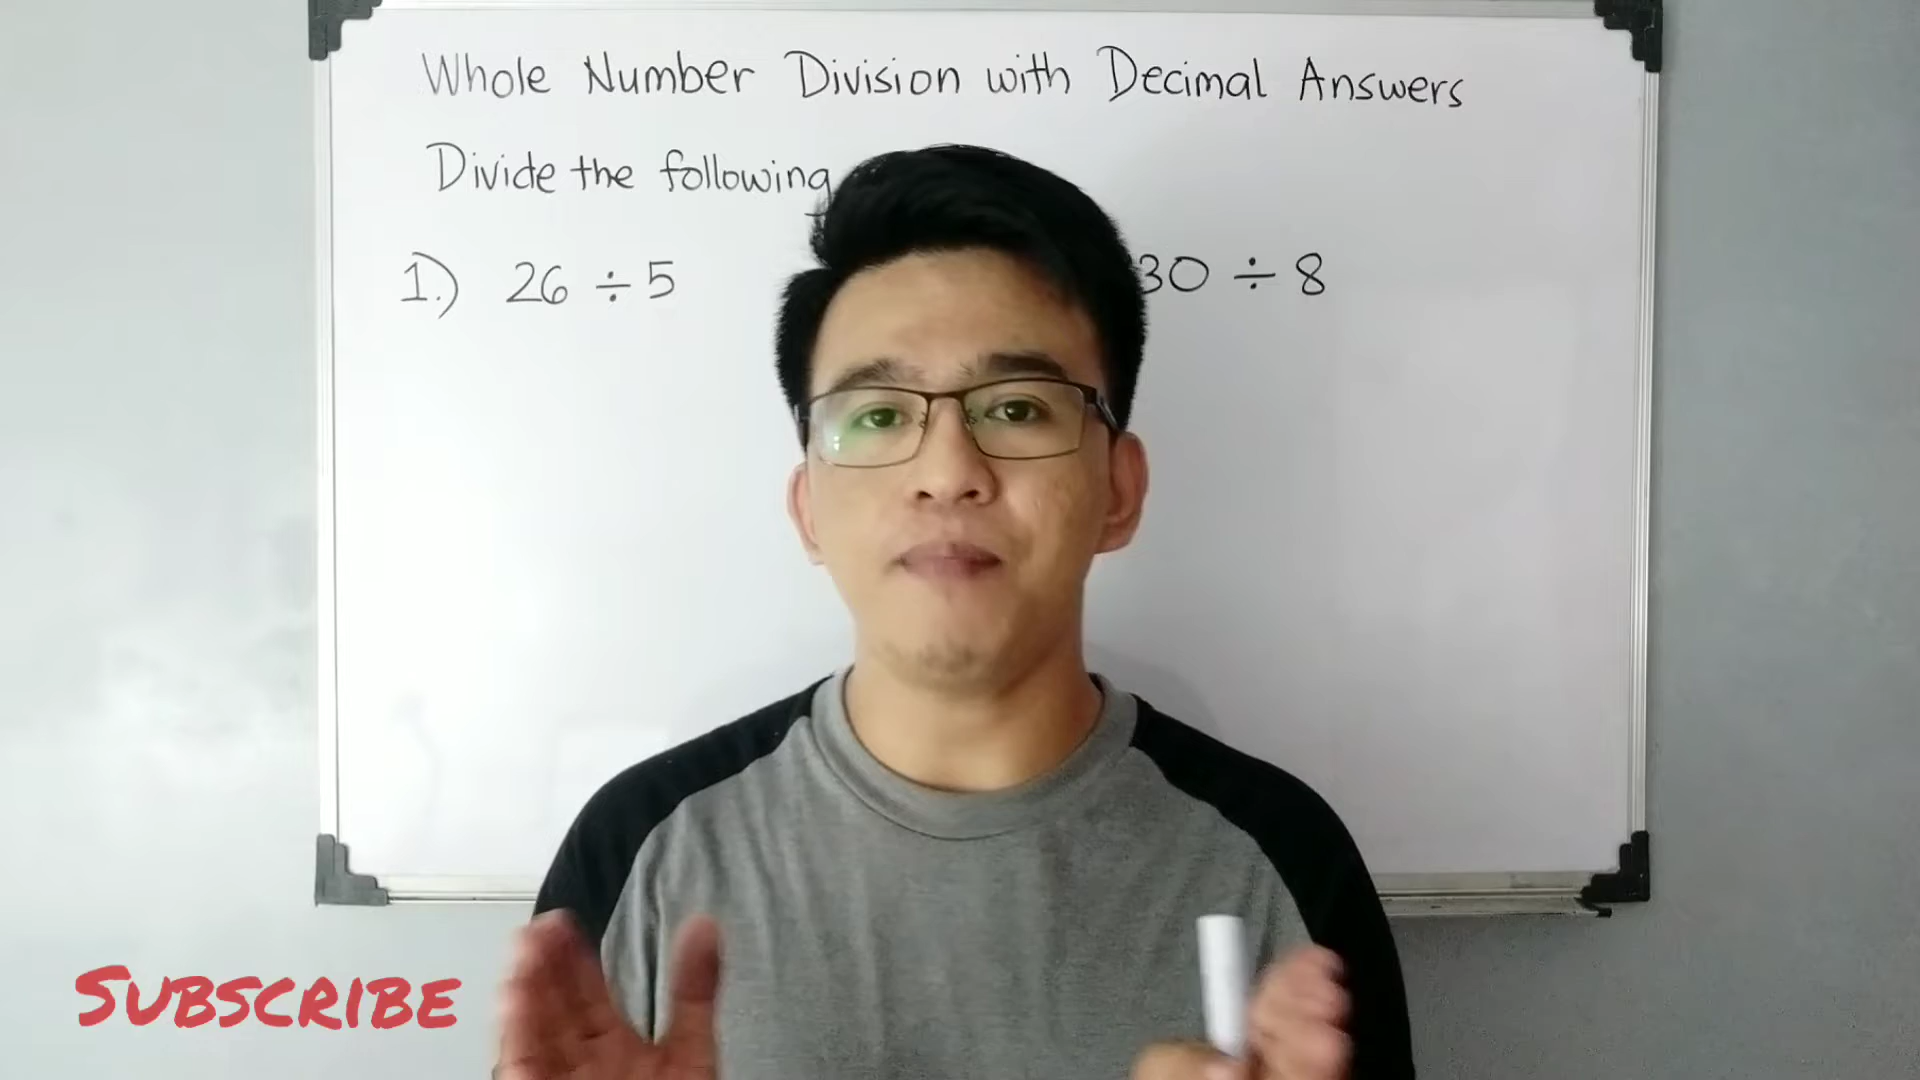 Whole Number Division with Decimal Answers
Divide the following
1.) 26 ÷ 5
30 ÷ 8
SUBSCRIBE